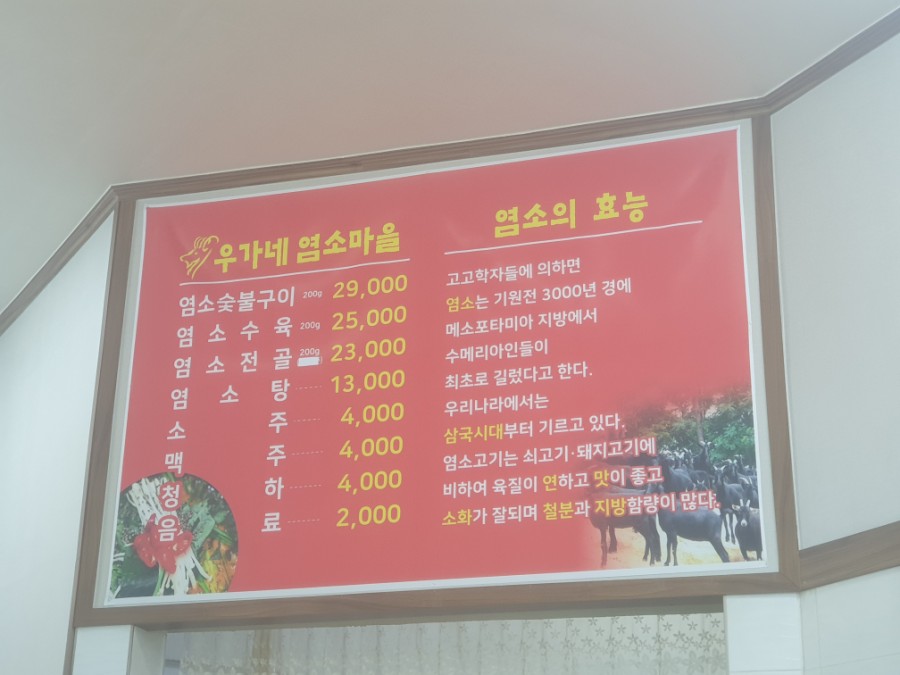 우가네 염소마을
염소숯불구이 200g 29,000
염소수육 200g 25,000
염소전골 200g 23,000
염소탕 13,000
소주 4,000
맥주 4,000
청하 4,000
음료 2,000
염소의 효능
고고학자들에 의하면
염소는 기원전 3000년 경에
메소포타미아 지방에서
수메리아인들이
최초로 길렀다고 한다.
우리나라에서는
삼국시대부터 기르고 있다.
염소고기는 쇠고기·돼지고기에
비하여 육질이 연하고 맛이 좋고
소화가 잘되며 철분과 지방함량이 많다.